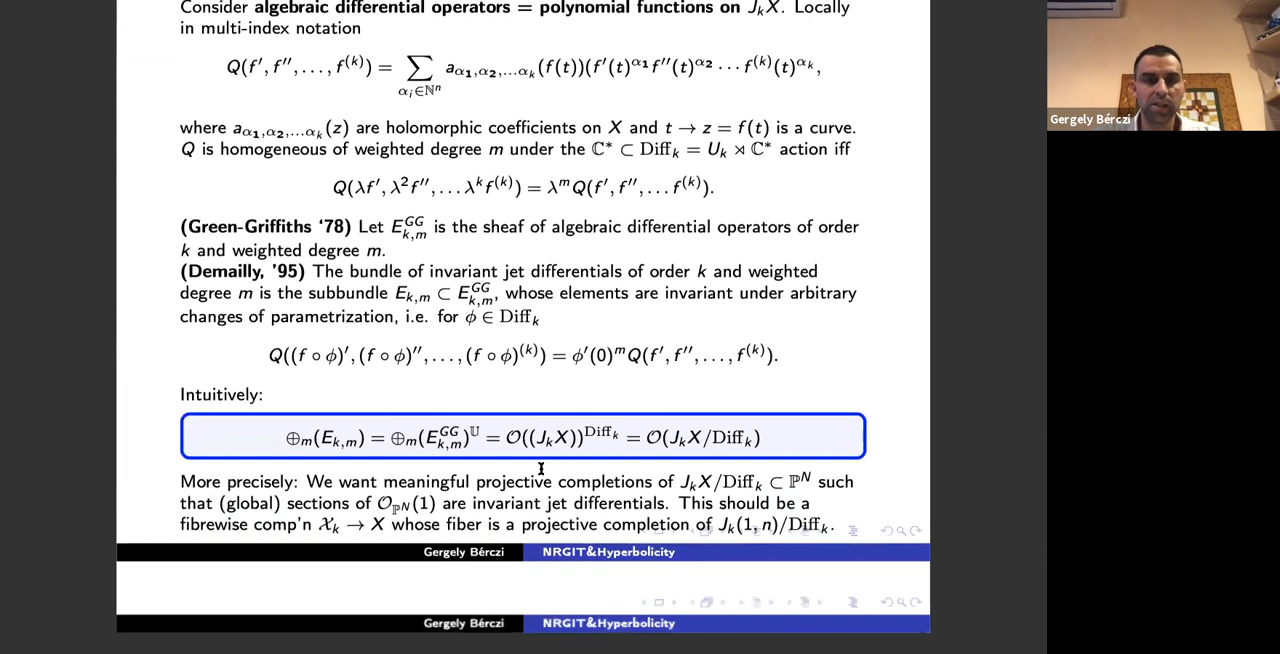 Consider algebraic differential operators = polynomial functions on J_kX. Locally
in multi-index notation
Q(f′, f″, . . . , f^(k)) = ∑_{α_i∈ℕ^n} a_{α_1,α_2,...α_k}(f(t))(f′(t)^{α_1}f″(t)^{α_2} · · · f^(k)(t)^{α_k},
where a_{α_1,α_2,...α_k}(z) are holomorphic coefficients on X and t → z = f(t) is a curve.
Q is homogeneous of weighted degree m under the ℂ* ⊂ Diff_k = U_k ⋊ ℂ* action iff
Q(λf′, λ²f″, . . . λ^kf^(k)) = λ^mQ(f′, f″, . . . f^(k)).
(Green-Griffiths ‘78) Let E^{GG}_{k,m} is the sheaf of algebraic differential operators of order
k and weighted degree m.
(Demailly, ’95) The bundle of invariant jet differentials of order k and weighted
degree m is the subbundle E_{k,m} ⊂ E^{GG}_{k,m}, whose elements are invariant under arbitrary
changes of parametrization, i.e. for ϕ ∈ Diff_k
Q((f ∘ ϕ)′, (f ∘ ϕ)″, . . . , (f ∘ ϕ)^(k)) = ϕ′(0)^mQ(f′, f″, . . . , f^(k)).
Intuitively:
⊕_m(E_{k,m}) = ⊕_m(E^{GG}_{k,m})^𝕌 = 𝒪((J_kX))^{Diff_k} = 𝒪(J_kX/Diff_k)
More precisely: We want meaningful projective completions of J_kX/Diff_k ⊂ ℙ^N such
that (global) sections of 𝒪_{ℙ^N}(1) are invariant jet differentials. This should be a
fibrewise comp'n 𝒳_k → X whose fiber is a projective completion of J_k(1, n)/Diff_k.
Gergely Bérczi NRGIT&Hyperbolicity
Gergely Bérczi NRGIT&Hyperbolicity
Gergely Bérczi